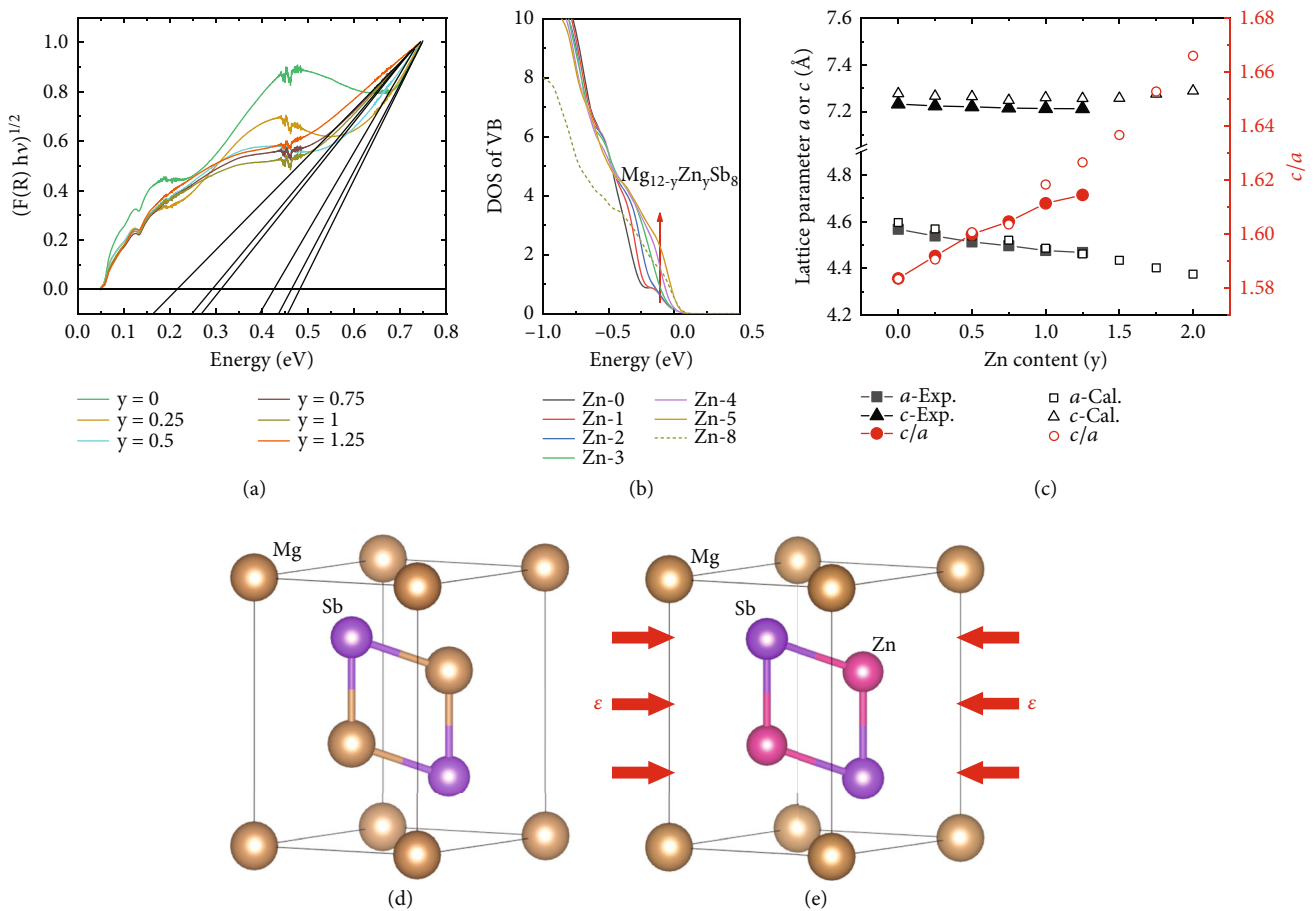 (F(R) hν)^1/2
1.0
0.8
0.6
0.4
0.2
0.0
0.0 0.1 0.2 0.3 0.4 0.5 0.6 0.7 0.8
Energy (eV)
y = 0
y = 0.25
y = 0.5
y = 0.75
y = 1
y = 1.25
(a)
DOS of VB
10
8
6
4
2
0
Mg12-yZnySb8
−1.0 −0.5 0.0 0.5
Energy (eV)
Zn-0
Zn-1
Zn-2
Zn-3
Zn-4
Zn-5
Zn-8
(b)
Lattice parameter a or c (Å)
7.6
7.4
7.2
4.8
4.6
4.4
4.2
0.0 0.5 1.0 1.5 2.0
Zn content (y)
1.68
1.66
1.64
1.62
1.60
1.58
c/a
a-Exp.
c-Exp.
c/a
a-Cal.
c-Cal.
c/a
(c)
Mg
Sb
(d)
Mg
Sb
Zn
ε
ε
(e)